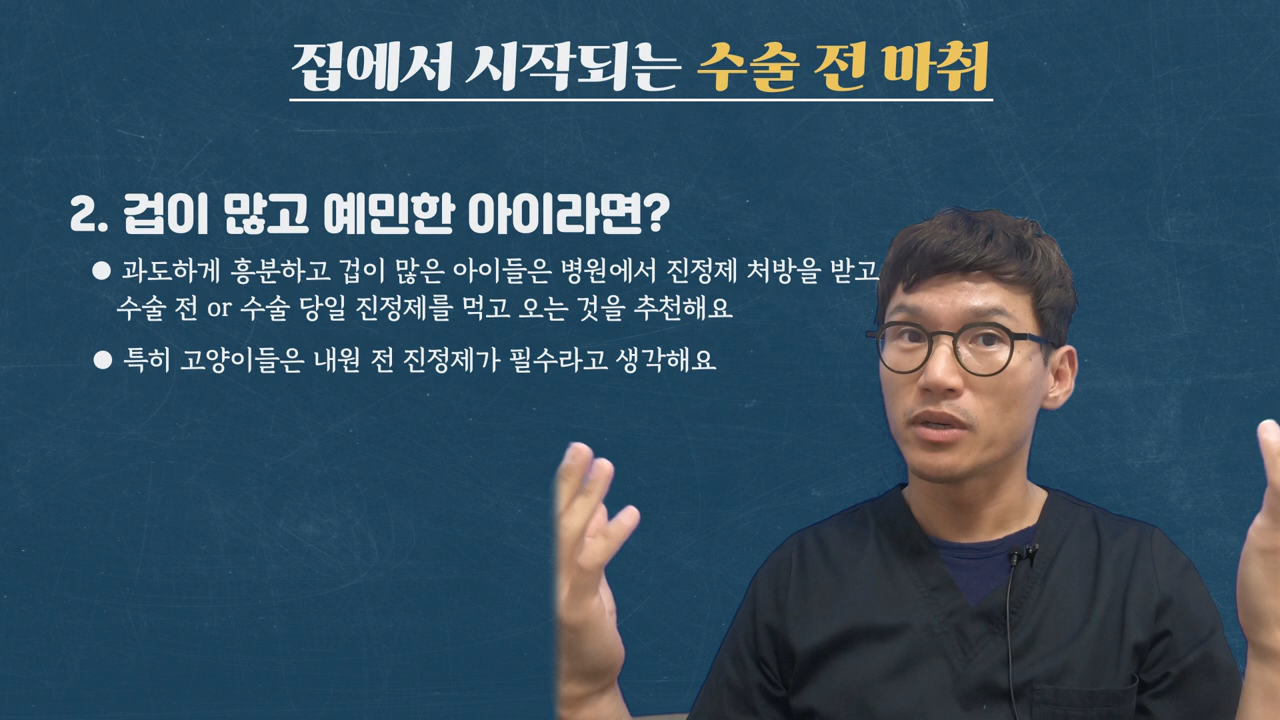 집에서 시작되는 수술 전 마취
2. 겁이 많고 예민한 아이라면?
● 과도하게 흥분하고 겁이 많은 아이들은 병원에서 진정제 처방을 받고
수술 전 or 수술 당일 진정제를 먹고 오는 것을 추천해요
● 특히 고양이들은 내원 전 진정제가 필수라고 생각해요